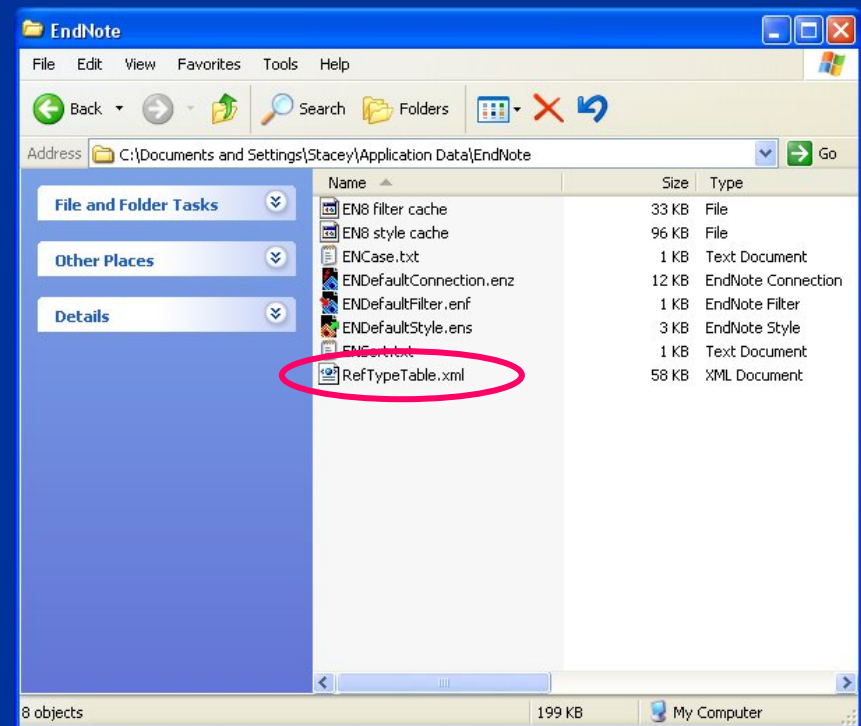 EndNote
File Edit View Favorites Tools Help
Back Search Folders
Address C:\Documents and Settings\Stacey\Application Data\EndNote Go
File and Folder Tasks
Other Places
Details
Name Size Type
EN8 filter cache 33 KB File
EN8 style cache 96 KB File
ENCase.txt 1 KB Text Document
ENDefaultConnection.enz 12 KB EndNote Connection
ENDefaultFilter.enf 1 KB EndNote Filter
ENDefaultStyle.ens 3 KB EndNote Style
ENSort.txt 1 KB Text Document
RefTypeTable.xml 58 KB XML Document
8 objects 199 KB My Computer